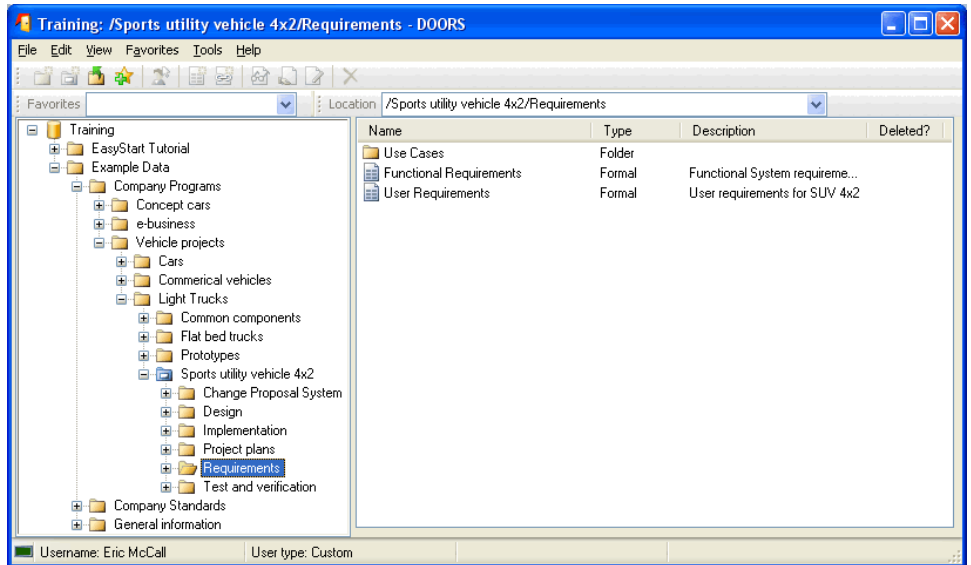 Training: /Sports utility vehicle 4x2/Requirements - DOORS
File Edit View Favorites Tools Help
Favorites Location /Sports utility vehicle 4x2/Requirements
Training
EasyStart Tutorial
Example Data
Company Programs
Concept cars
e-business
Vehicle projects
Cars
Commerical vehicles
Light Trucks
Common components
Flat bed trucks
Prototypes
Sports utility vehicle 4x2
Change Proposal System
Design
Implementation
Project plans
Requirements
Test and verification
Company Standards
General information
Name Type Description Deleted?
Use Cases Folder
Functional Requirements Formal Functional System requireme...
User Requirements Formal User requirements for SUV 4x2
Username: Eric McCall User type: Custom